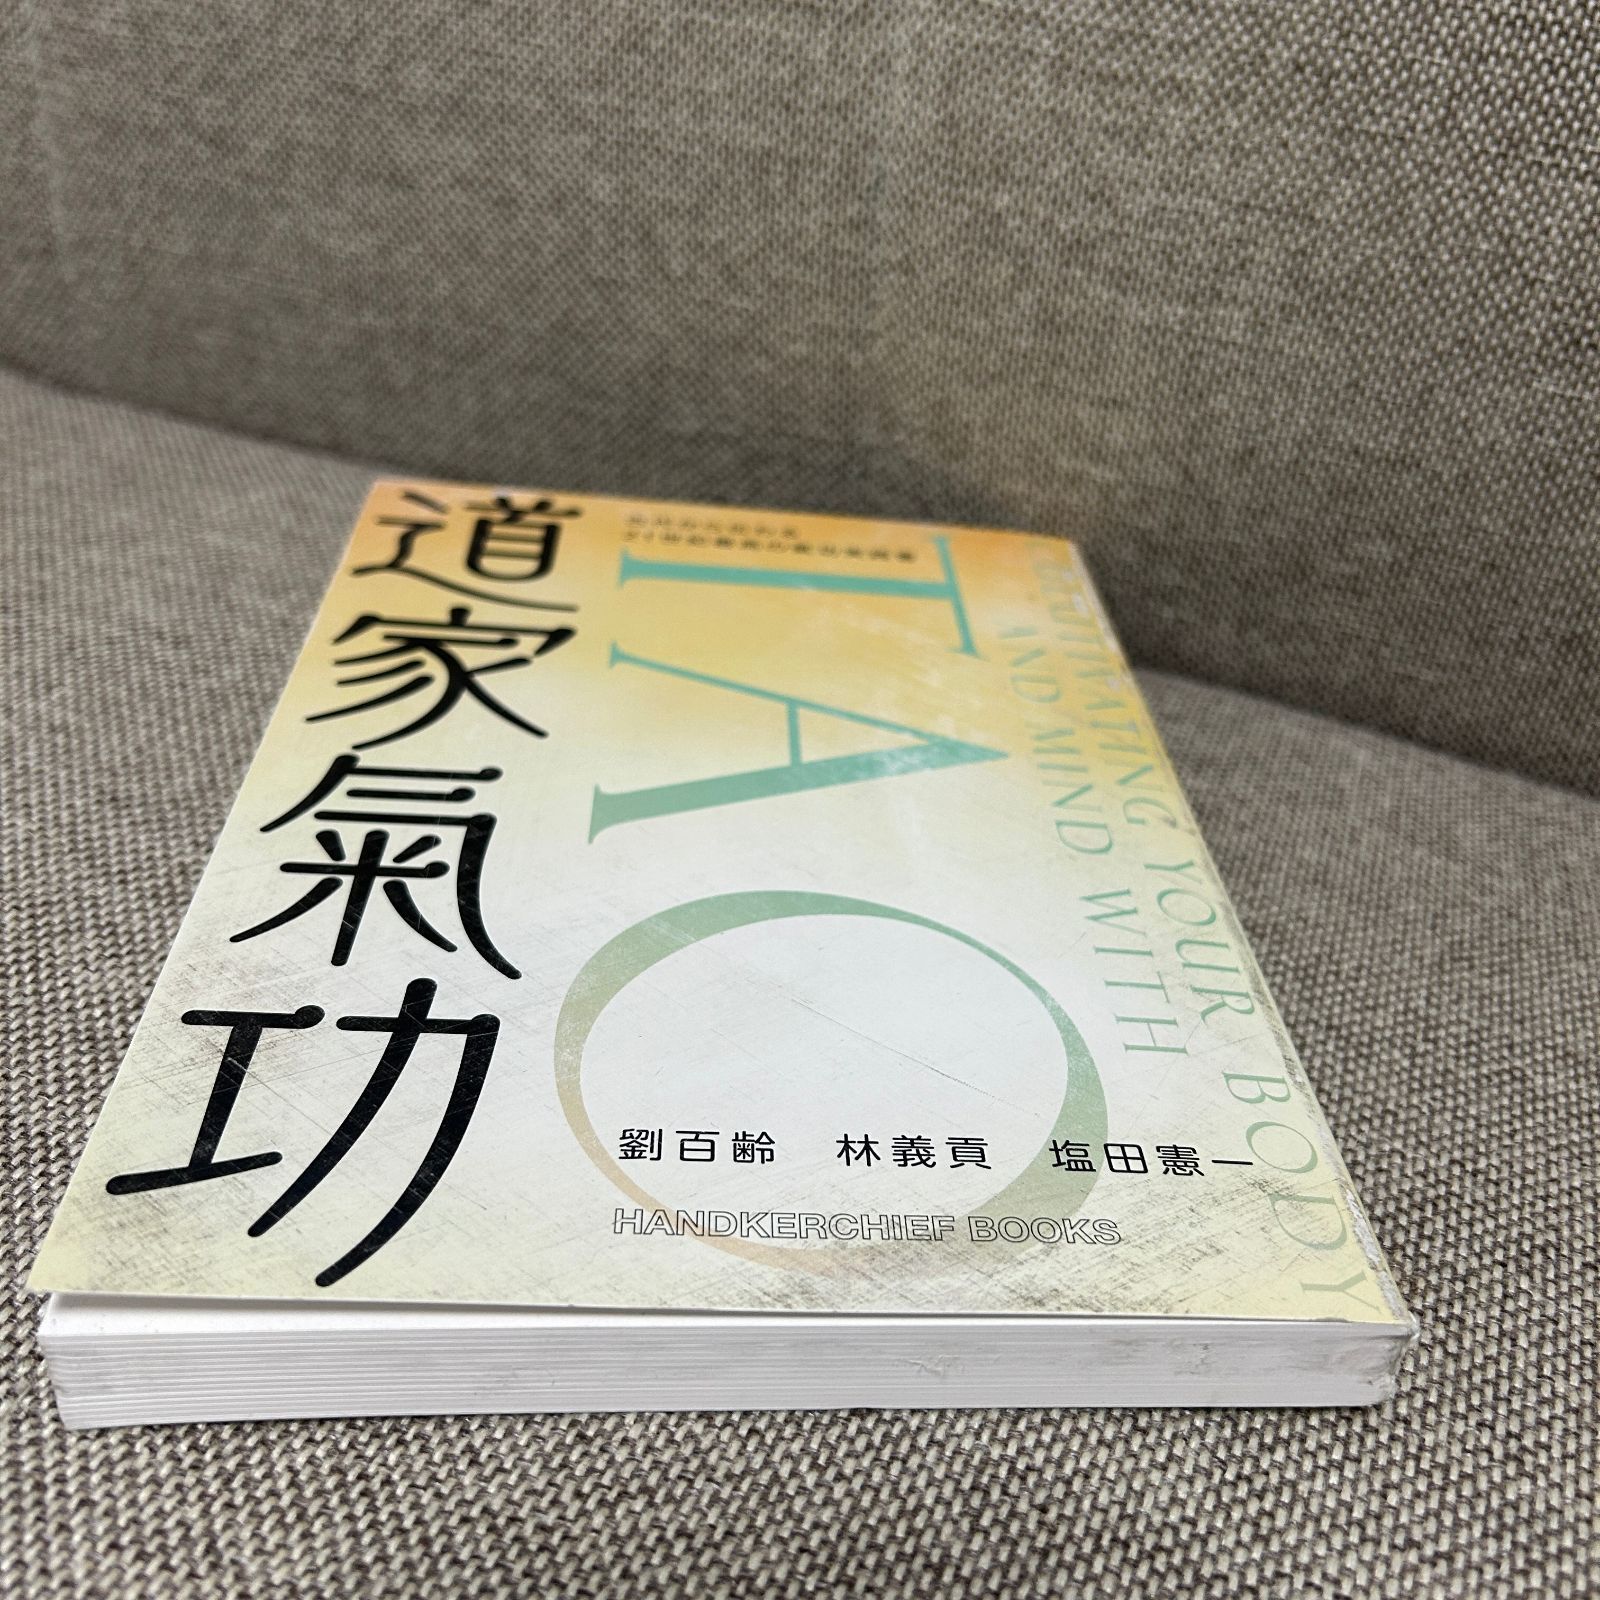 道家氣功
TAO
CULTIVATING YOUR BODY
AND MIND WITH
劉百齢 林義貢 塩田憲一
HANDKERCHIEF BOOKS